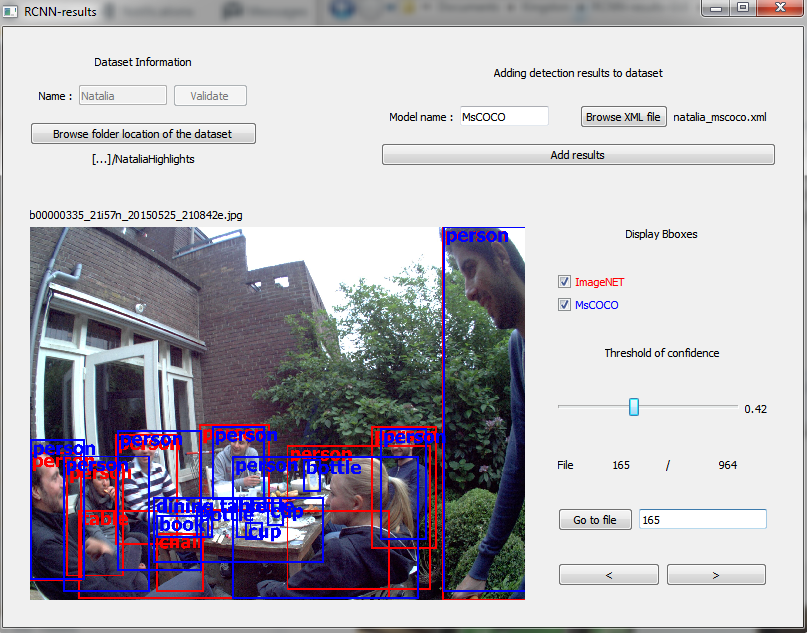 RCNN-results
Dataset Information
Adding detection results to dataset
Name : Natalia Validate
Model name : MsCOCO Browse XML file natalia_mscoco.xml
Browse folder location of the dataset
[...]/NataliaHighlights
Add results
b00000335_21i57n_20150525_210842e.jpg
Display Bboxes
person
ImageNET
MsCOCO
Threshold of confidence
0.42
person
person
person
person
person
person
person
person
person
bottle
File 165 / 964
dining table
bottle
cup
table
book
cup
chair
Go to file 165
< >